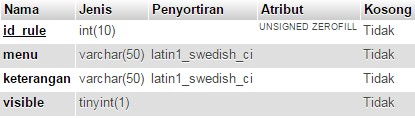 Nama Jenis Penyortiran Atribut Kosong
id_rule int(10) UNSIGNED ZEROFILL Tidak
menu varchar(50) latin1_swedish_ci Tidak
keterangan varchar(50) latin1_swedish_ci Tidak
visible tinyint(1) Tidak